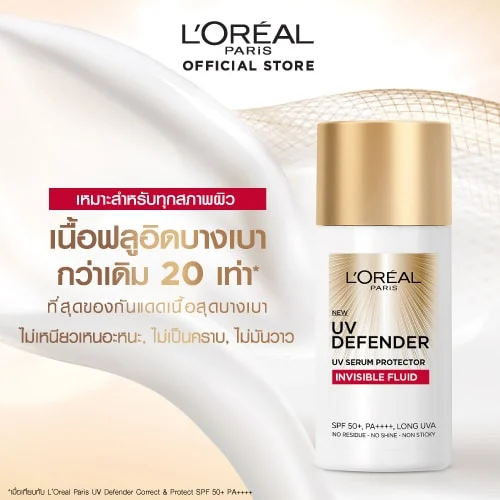 L'ORÉAL
PARIS
OFFICIAL STORE
เหมาะสำหรับทุกสภาพผิว
เนื้อฟลูอิดบางเบา
กว่าเดิม 20 เท่า*
ที่สุดของกันแดดเนื้อสุดบางเบา
ไม่เหนียวเหนอะหนะ, ไม่เป็นคราบ, ไม่มันวาว
L'ORÉAL
PARIS
NEW
UV
DEFENDER
UV SERUM PROTECTOR
INVISIBLE FLUID
SPF 50+, PA++++, LONG UVA
NO RESIDUE - NO SHINE - NON STICKY
*เมื่อเทียบกับ L'Oreal Paris UV Defender Correct & Protect SPF 50+ PA++++